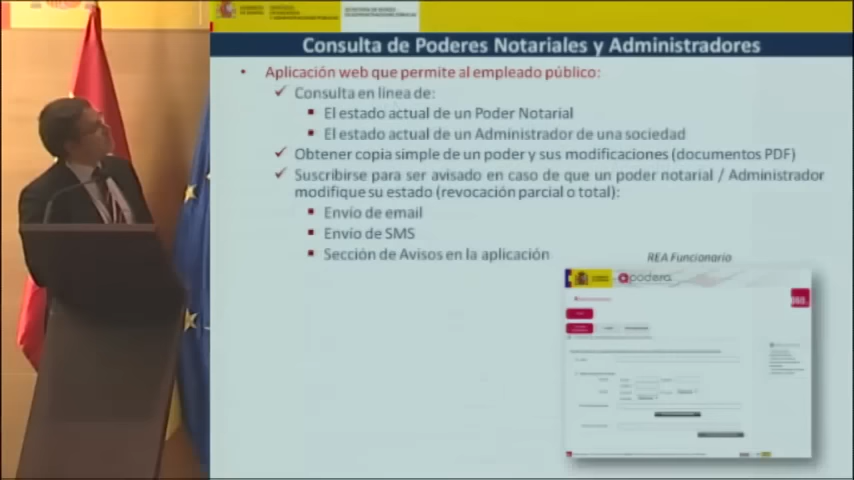 Consulta de Poderes Notariales y Administradores
• Aplicación web que permite al empleado público:
✓ Consulta en línea de:
▪ El estado actual de un Poder Notarial
▪ El estado actual de un Administrador de una sociedad
✓ Obtener copia simple de un poder y sus modificaciones (documentos PDF)
✓ Suscribirse para ser avisado en caso de que un poder notarial / Administrador
modifique su estado (revocación parcial o total):
▪ Envío de email
▪ Envío de SMS
▪ Sección de Avisos en la aplicación
REA Funcionario
@podera